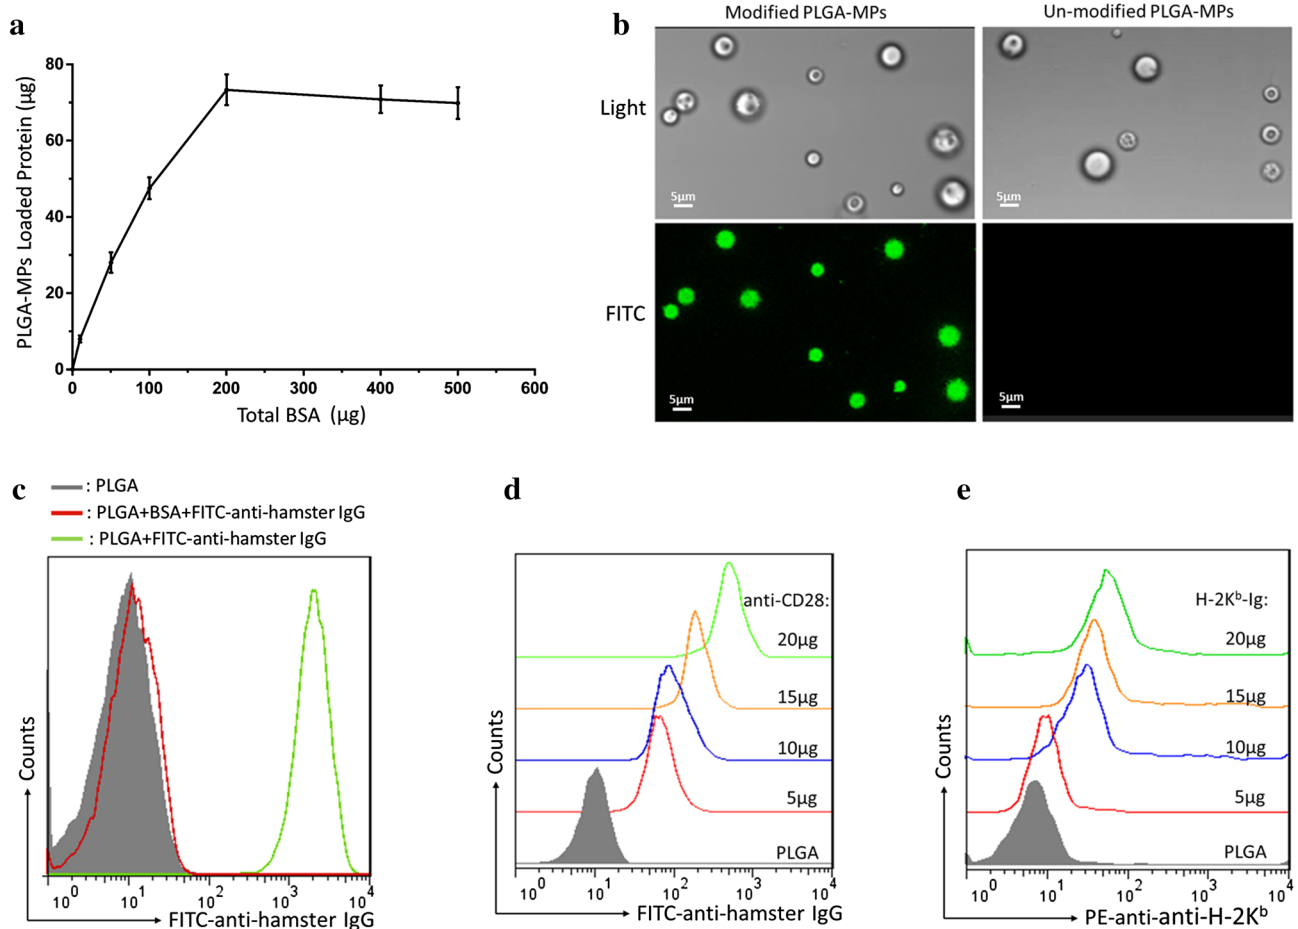 a
80
60
40
20
0
PLGA-MPs Loaded Protein (µg)
0 100 200 300 400 500 600
Total BSA (µg)
b
Modified PLGA-MPs Un-modified PLGA-MPs
Light
5µm 5µm
FITC
5µm 5µm
c
: PLGA
: PLGA+BSA+FITC-anti-hamster IgG
: PLGA+FITC-anti-hamster IgG
Counts
10⁰ 10¹ 10² 10³ 10⁴
FITC-anti-hamster IgG
d
anti-CD28:
20µg
15µg
10µg
5µg
PLGA
Counts
10⁰ 10¹ 10² 10³ 10⁴
FITC-anti-hamster IgG
e
H-2Kᵇ-Ig:
20µg
15µg
10µg
5µg
PLGA
Counts
10⁰ 10¹ 10² 10³ 10⁴
PE-anti-anti-H-2Kᵇ